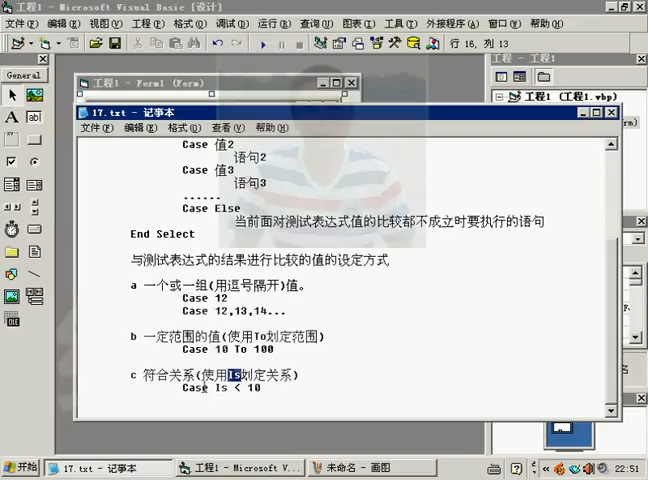 工程1 - Microsoft Visual Basic [设计]
文件(F) 编辑(E) 视图(V) 工程(P) 格式(O) 调试(D) 运行(R) 查询(U) 图表(I) 工具(T) 外接程序(A) 窗口(W) 帮助(H)
行 16, 列 13
General
工程1 - Form1 (Form)
工程 - 工程1
工程1 (工程1.vbp)
17.txt - 记事本
文件(F) 编辑(E) 格式(O) 查看(V) 帮助(H)
Case 值2
语句2
Case 值3
语句3
......
Case Else
当前面对测试表达式值的比较都不成立时要执行的语句
End Select
与测试表达式的结果进行比较的值的设定方式
a 一个或一组(用逗号隔开)值。
Case 12
Case 12,13,14...
b 一定范围的值(使用To划定范围)
Case 10 To 100
c 符合关系(使用Is划定关系)
Case Is < 10
开始 17.txt - 记事本 工程1 - Microsoft V... 未命名 - 画图 22:51